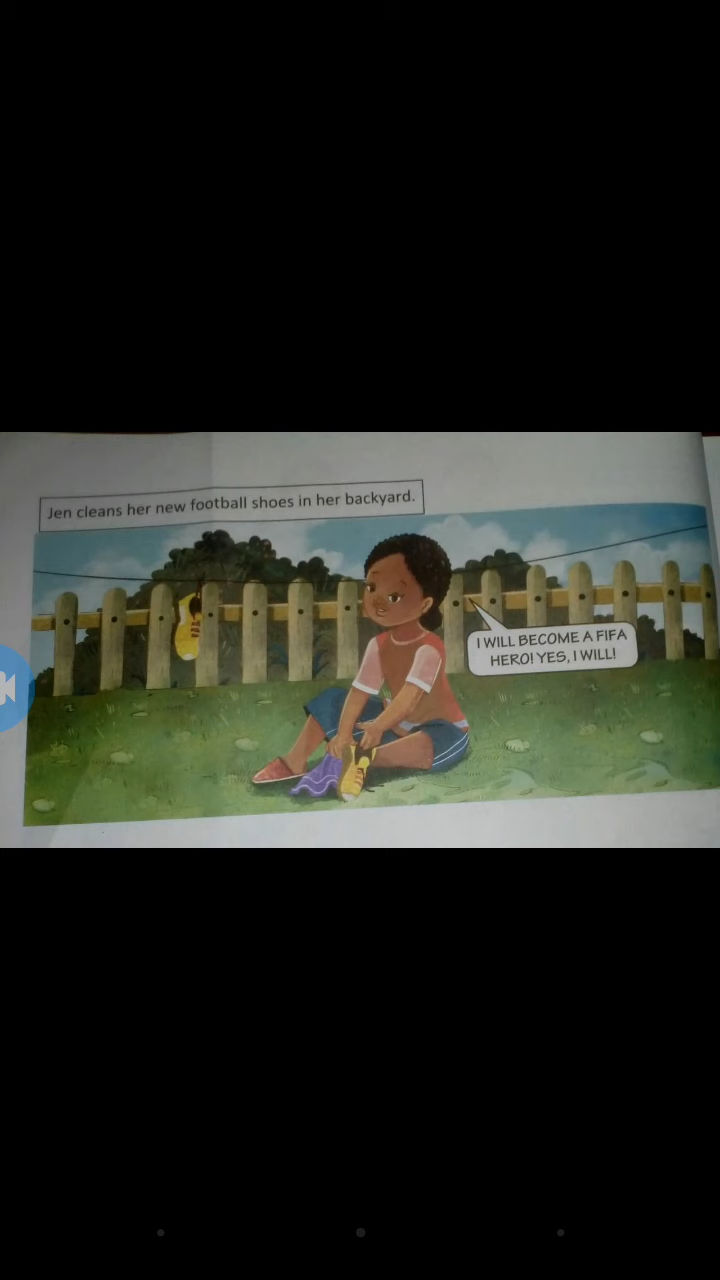 Jen cleans her new football shoes in her backyard.
I WILL BECOME A FIFA
HERO! YES, I WILL!